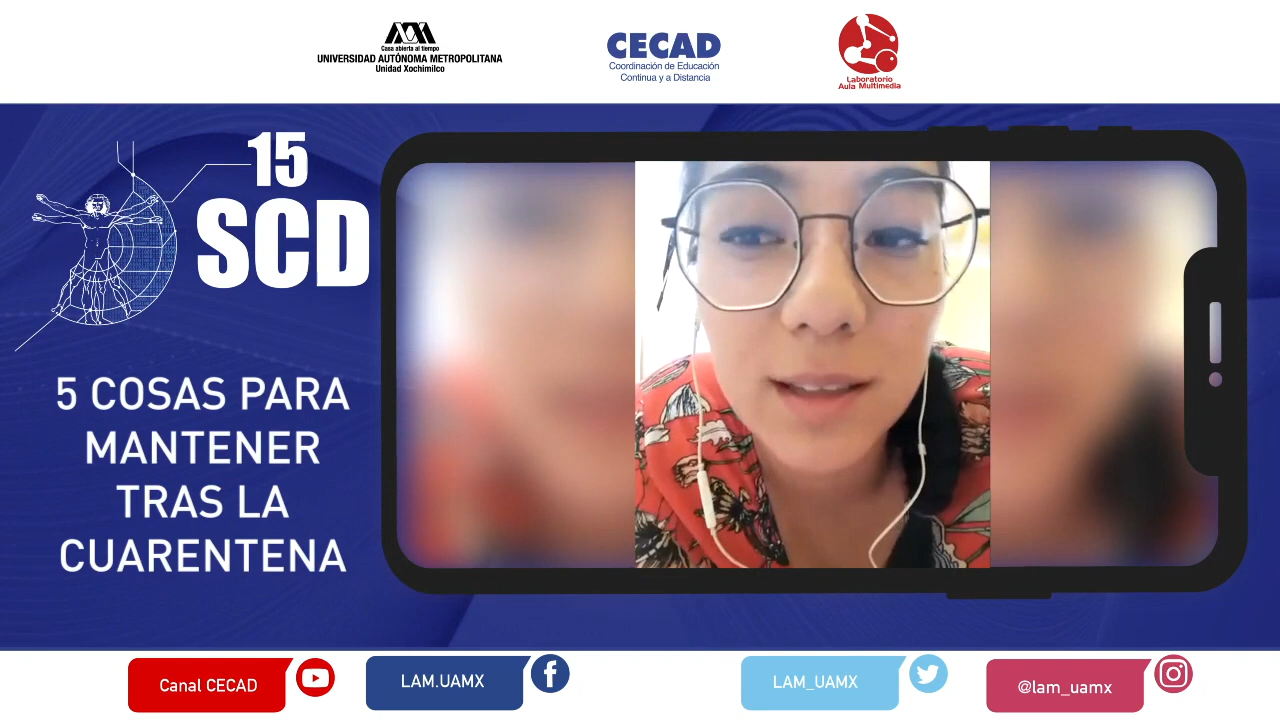 Casa abierta al tiempo
UNIVERSIDAD AUTÓNOMA METROPOLITANA
Unidad Xochimilco
CECAD
Coordinación de Educación
Continua y a Distancia
Laboratorio
Aula Multimedia
15
SCD
5 COSAS PARA
MANTENER
TRAS LA
CUARENTENA
Canal CECAD
LAM.UAMX
LAM_UAMX
@lam_uamx